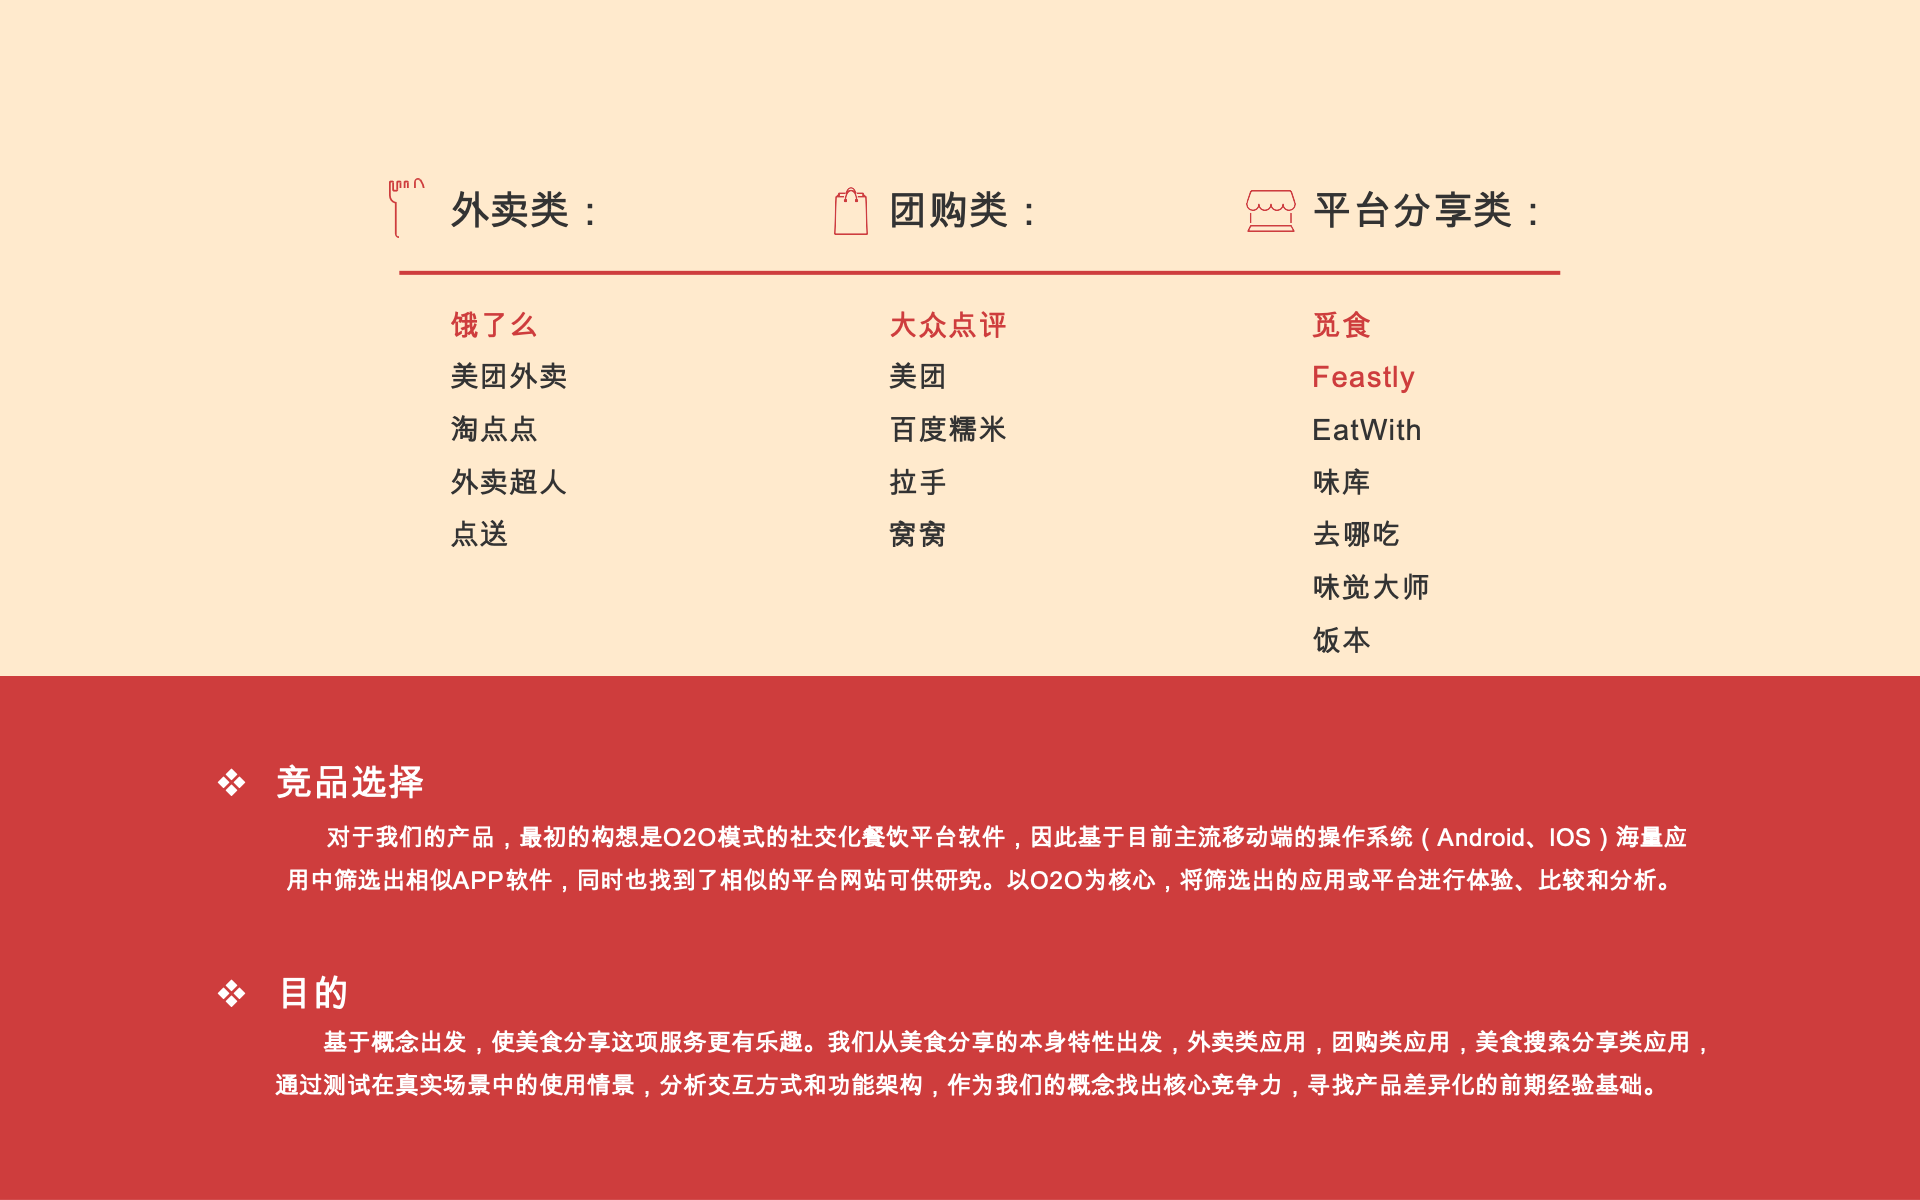 外卖类：
饿了么
美团外卖
淘点点
外卖超人
点送
团购类：
大众点评
美团
百度糯米
拉手
窝窝
平台分享类：
觅食
Feastly
EatWith
味库
去哪吃
味觉大师
饭本
❖ 竞品选择
对于我们的产品，最初的构想是O2O模式的社交化餐饮平台软件，因此基于目前主流移动端的操作系统（Android、IOS）海量应
用中筛选出相似APP软件，同时也找到了相似的平台网站可供研究。以O2O为核心，将筛选出的应用或平台进行体验、比较和分析。
❖ 目的
基于概念出发，使美食分享这项服务更有乐趣。我们从美食分享的本身特性出发，外卖类应用，团购类应用，美食搜索分享类应用，
通过测试在真实场景中的使用情景，分析交互方式和功能架构，作为我们的概念找出核心竞争力，寻找产品差异化的前期经验基础。